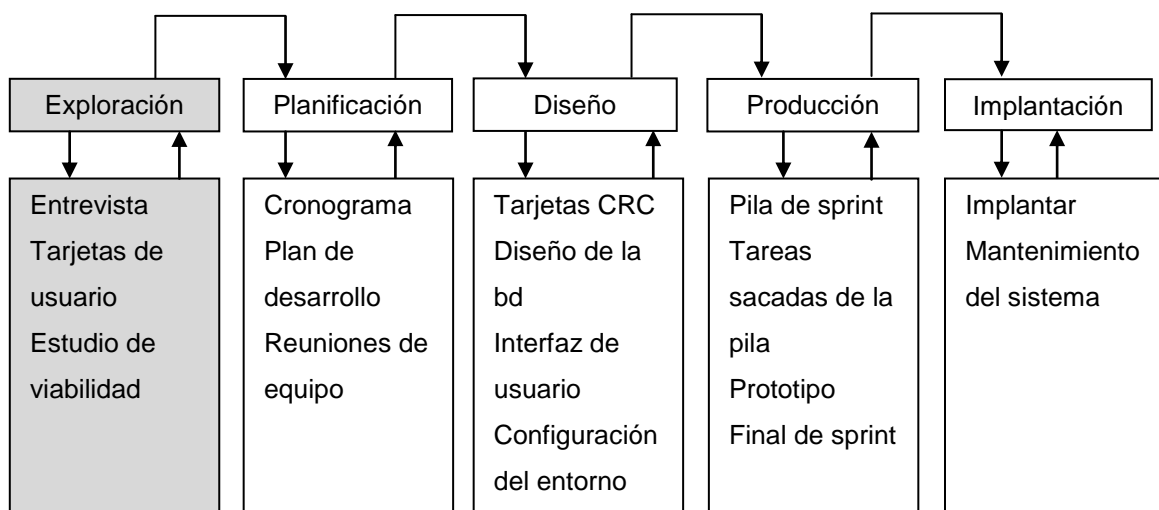 Exploración
Planificación
Diseño
Producción
Implantación
Entrevista
Tarjetas de
usuario
Estudio de
viabilidad
Cronograma
Plan de
desarrollo
Reuniones de
equipo
Tarjetas CRC
Diseño de la
bd
Interfaz de
usuario
Configuración
del entorno
Pila de sprint
Tareas
sacadas de la
pila
Prototipo
Final de sprint
Implantar
Mantenimiento
del sistema